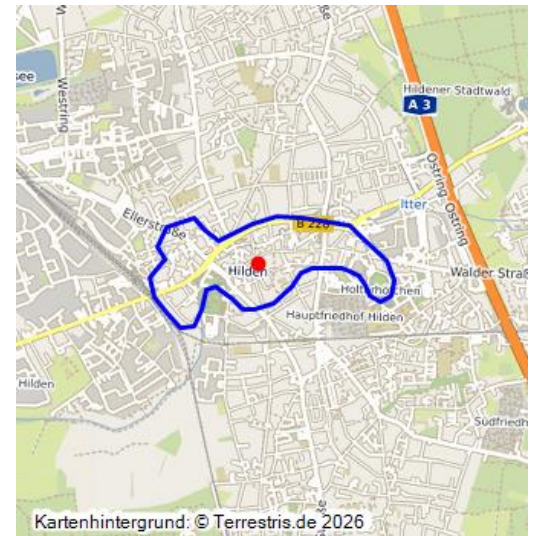 see
Westring
Hildener Stadtwald
A 3
Ostring
Ostring
Itter
Ellerstraße
B 228
Hilden
Walder Straß
Holterhöfchen
Hauptfriedhof Hilden
Hilden
Südfriedh
Kartenhintergrund: © Terrestris.de 2026